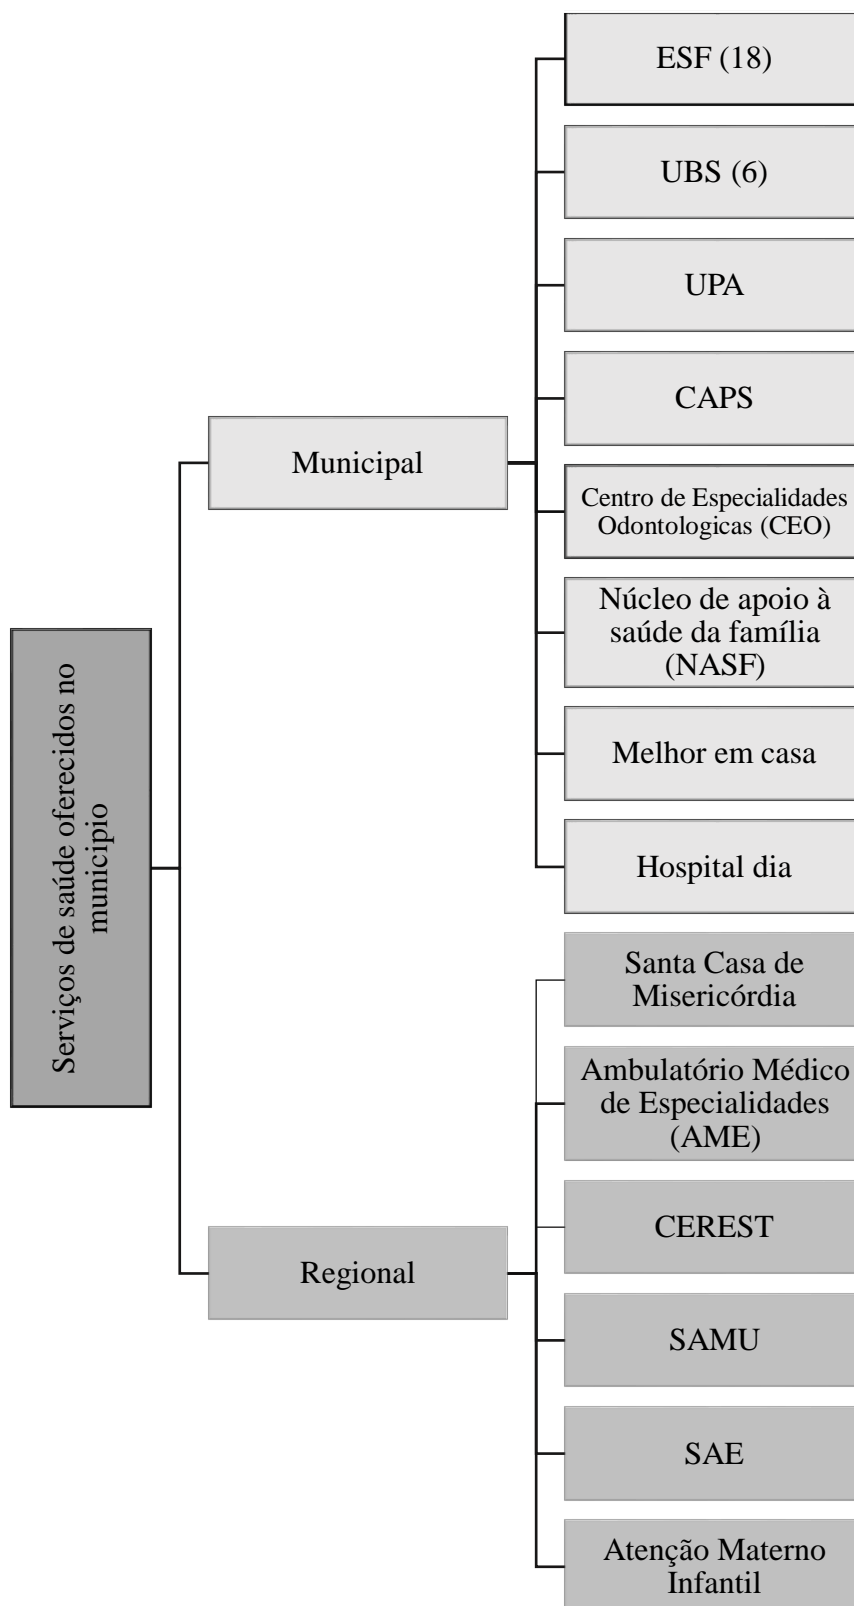 Serviços de saúde oferecidos no
municipio
Municipal
ESF (18)
UBS (6)
UPA
CAPS
Centro de Especialidades
Odontologicas (CEO)
Núcleo de apoio à
saúde da família
(NASF)
Melhor em casa
Hospital dia
Regional
Santa Casa de
Misericórdia
Ambulatório Médico
de Especialidades
(AME)
CEREST
SAMU
SAE
Atenção Materno
Infantil